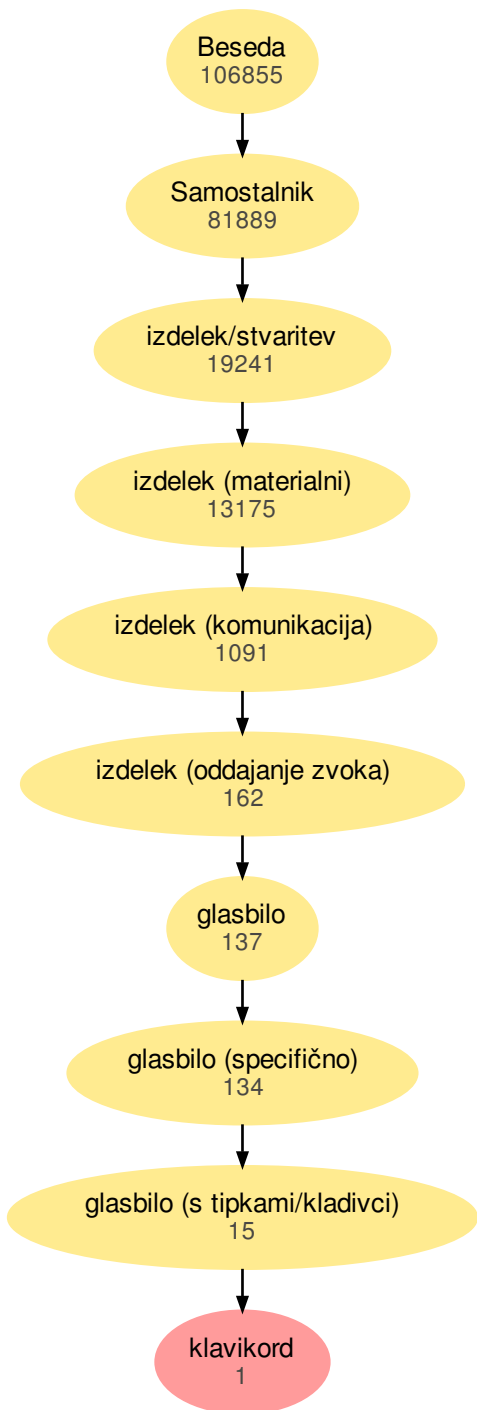 Beseda
106855
Samostalnik
81889
izdelek/stvaritev
19241
izdelek (materialni)
13175
izdelek (komunikacija)
1091
izdelek (oddajanje zvoka)
162
glasbilo
137
glasbilo (specifično)
134
glasbilo (s tipkami/kladivci)
15
klavikord
1